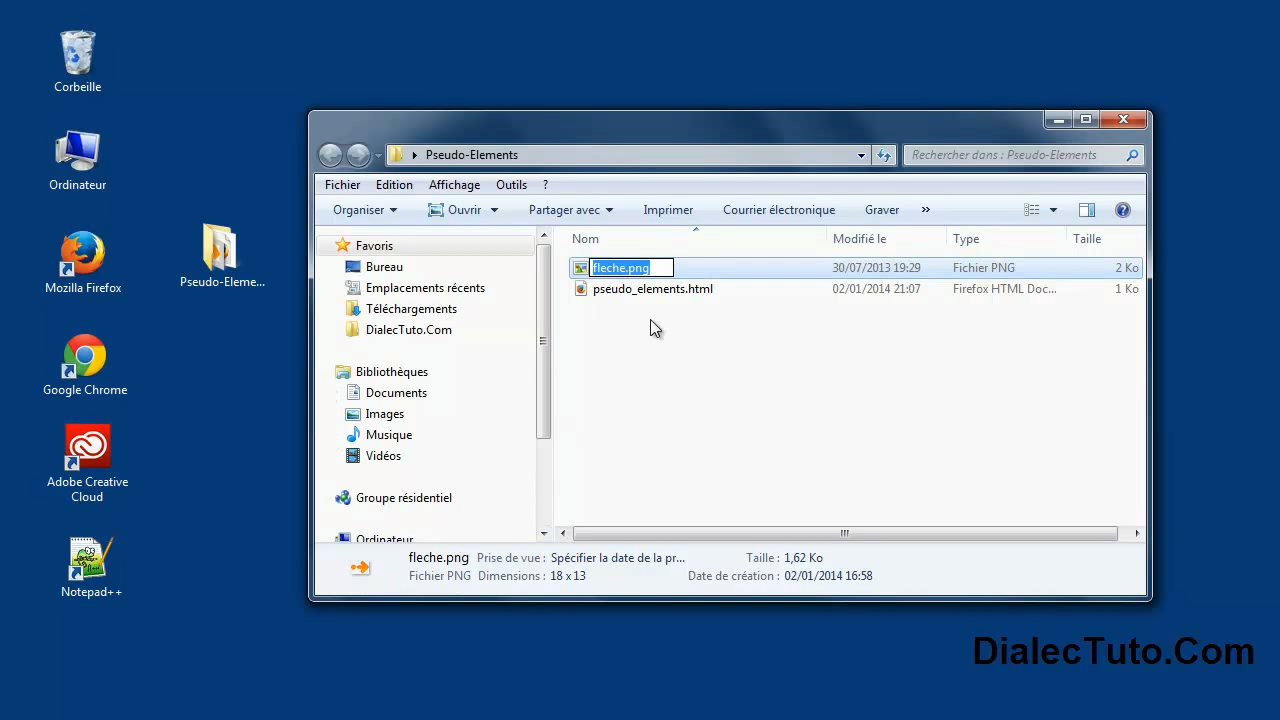 Corbeille
Ordinateur
Mozilla Firefox
Google Chrome
Adobe Creative
Cloud
Notepad++
Pseudo-Eleme...
Pseudo-Elements
Rechercher dans : Pseudo-Elements
Fichier Edition Affichage Outils ?
Organiser Ouvrir Partager avec Imprimer Courrier électronique Graver »
Favoris
Bureau
Emplacements récents
Téléchargements
DialecTuto.Com
Bibliothèques
Documents
Images
Musique
Vidéos
Groupe résidentiel
Ordinateur
Nom Modifié le Type Taille
fleche.png 30/07/2013 19:29 Fichier PNG 2 Ko
pseudo_elements.html 02/01/2014 21:07 Firefox HTML Doc... 1 Ko
fleche.png Prise de vue : Spécifier la date de la pr... Taille : 1,62 Ko
Fichier PNG Dimensions : 18 x 13 Date de création : 02/01/2014 16:58
DialecTuto.Com